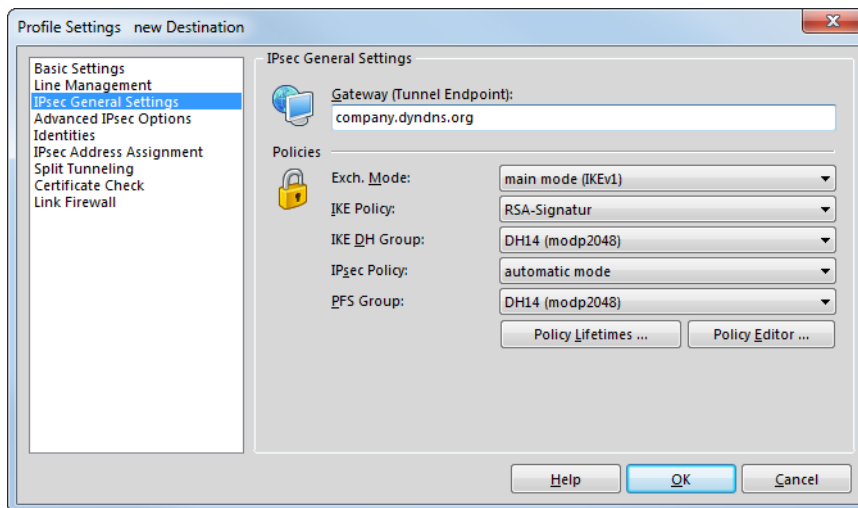 Profile Settings new Destination
x
Basic Settings
Line Management
IPsec General Settings
Advanced IPsec Options
Identities
IPsec Address Assignment
Split Tunneling
Certificate Check
Link Firewall
IPsec General Settings
Gateway (Tunnel Endpoint):
company.dyndns.org
Policies
Exch. Mode: main mode (IKEv1)
IKE Policy: RSA-Signatur
IKE DH Group: DH14 (modp2048)
IPsec Policy: automatic mode
PFS Group: DH14 (modp2048)
Policy Lifetimes ... Policy Editor ...
Help OK Cancel